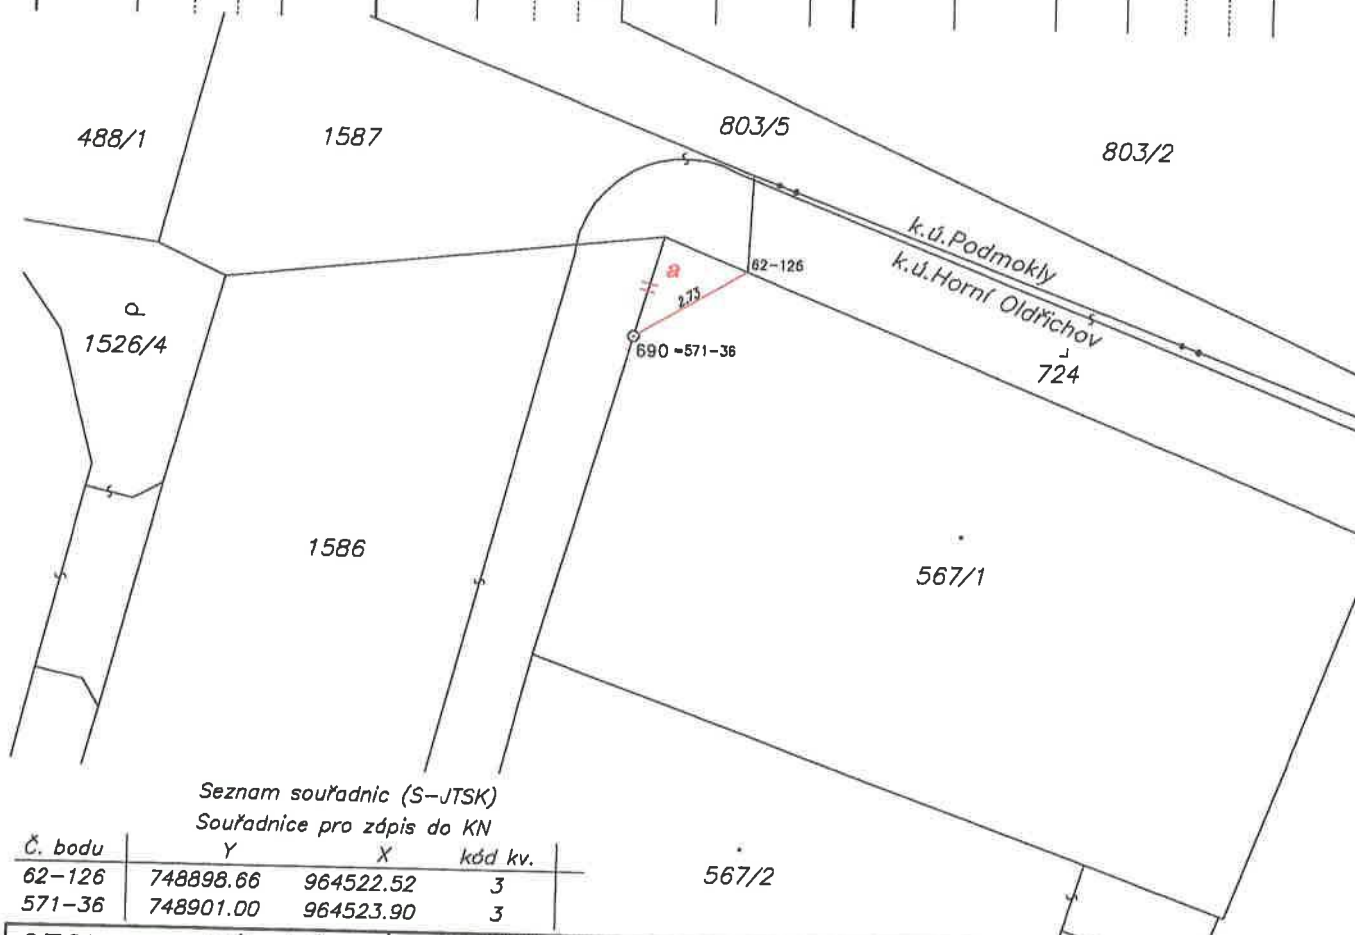 488/1
1587
803/5
803/2
k.ú.Podmokly
k.ú.Horní Oldřichov
a
62-126
2.73
690=571-36
1526/4
724
1586
567/1
567/2
Seznam souřadnic (S-JTSK)
Souřadnice pro zápis do KN
Č. bodu Y X kód kv.
62-126 748898.66 964522.52 3
571-36 748901.00 964523.90 3